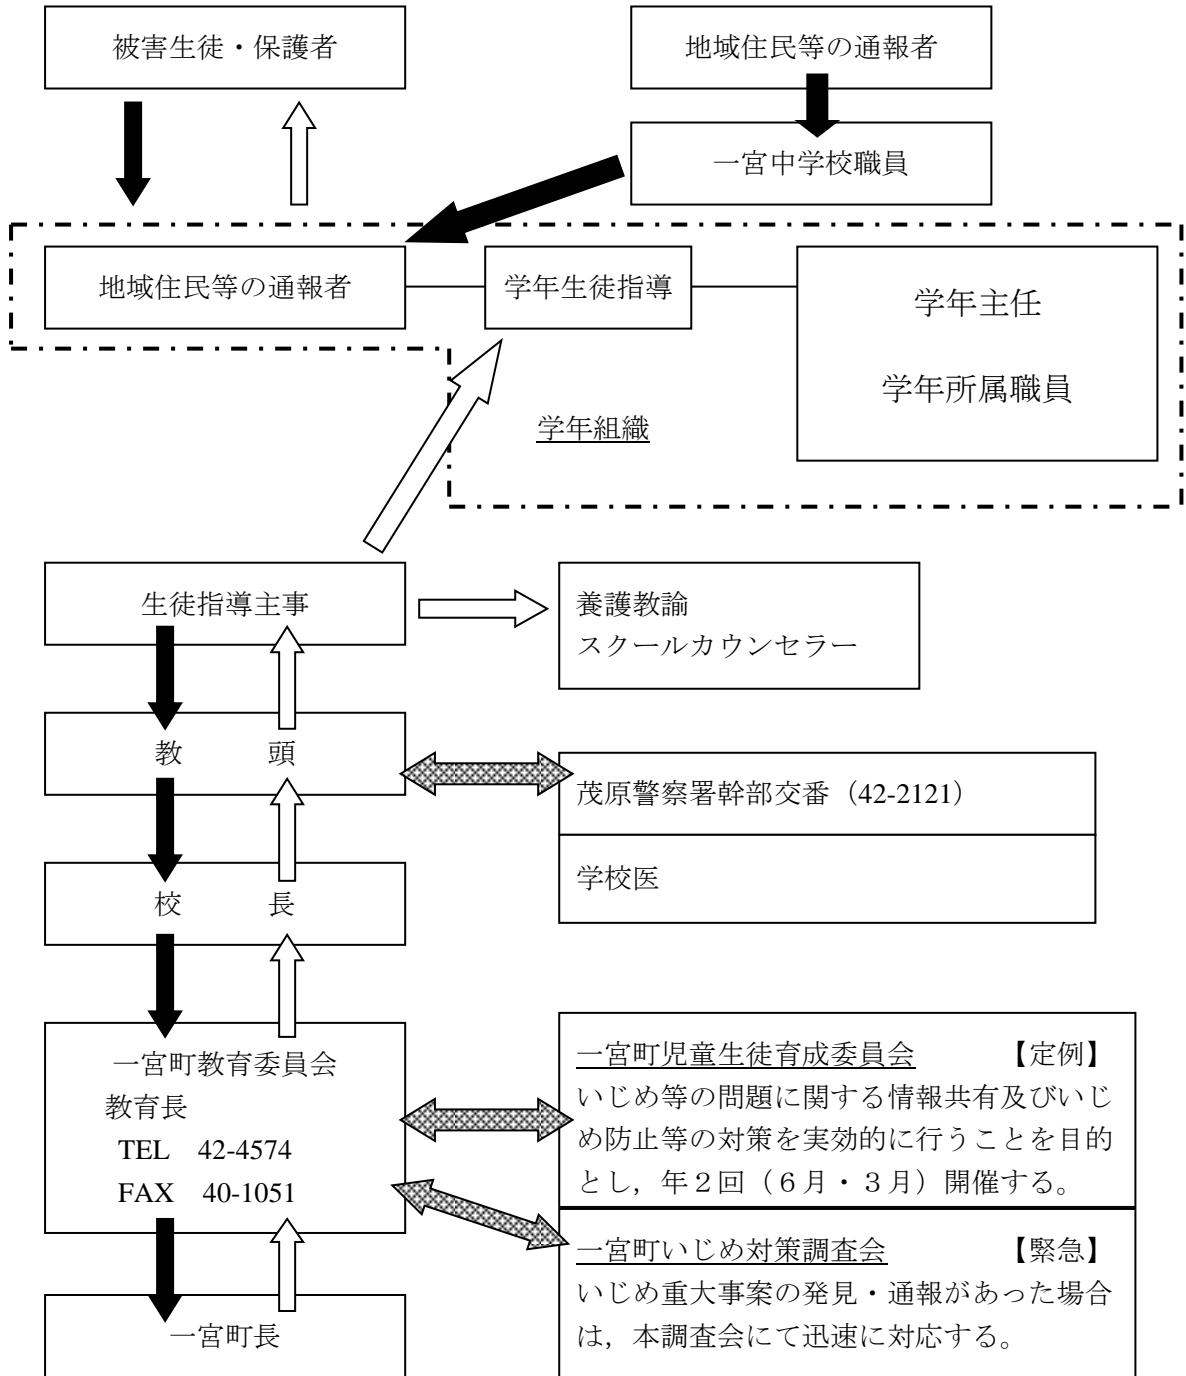 被害生徒・保護者
地域住民等の通報者
一宮中学校職員
地域住民等の通報者
学年生徒指導
学年主任
学年所属職員
学年組織
生徒指導主事
養護教諭
スクールカウンセラー
教　　　頭
茂原警察署幹部交番（42-2121）
学校医
校　　　長
一宮町教育委員会
教育長
TEL　42-4574
FAX　40-1051
一宮町児童生徒育成委員会　　　【定例】
いじめ等の問題に関する情報共有及びいじ
め防止等の対策を実効的に行うことを目的
とし，年２回（６月・３月）開催する。
一宮町いじめ対策調査会　　　　【緊急】
いじめ重大事案の発見・通報があった場合
は，本調査会にて迅速に対応する。
一宮町長